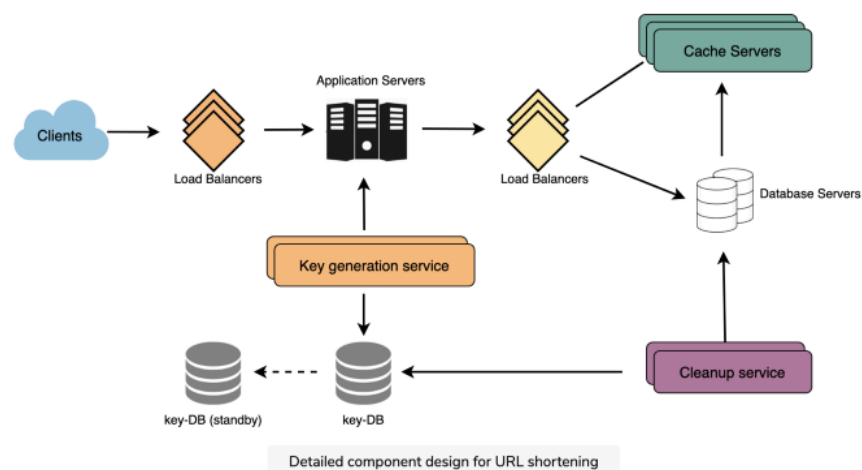 Cache Servers
Application Servers
Clients
Load Balancers
Load Balancers
Database Servers
Key generation service
Cleanup service
key-DB (standby)
key-DB
Detailed component design for URL shortening